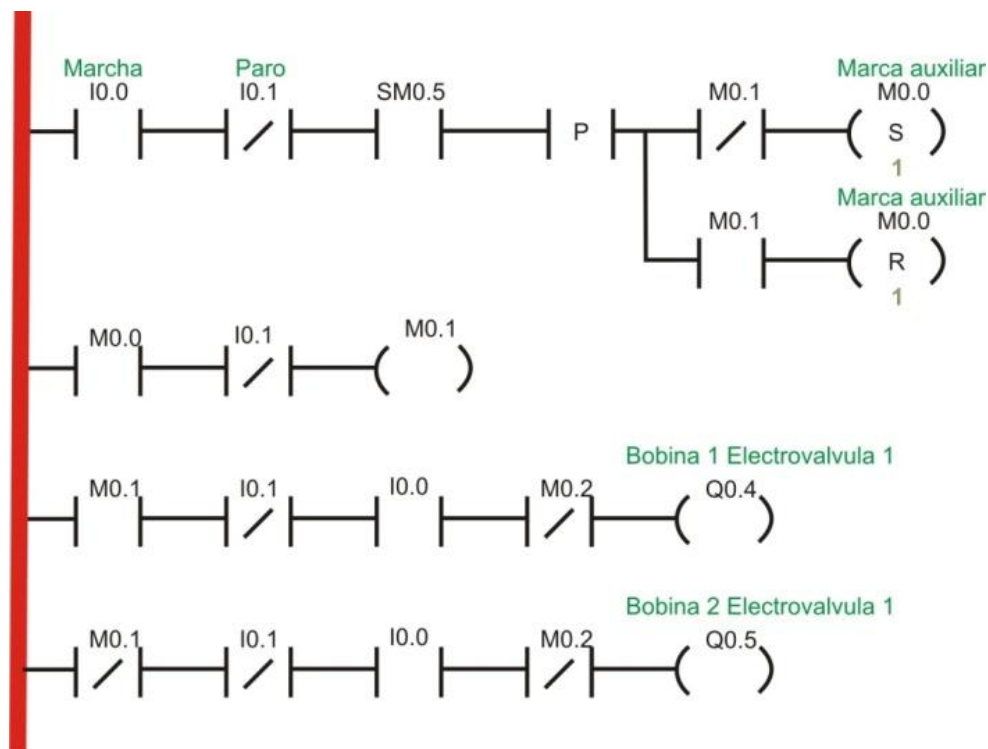 Marcha Paro Marca auxiliar
I0.0 I0.1 SM0.5 M0.1 M0.0
P S
1
Marca auxiliar
M0.1 M0.0
R
1
M0.0 I0.1 M0.1
Bobina 1 Electrovalvula 1
M0.1 I0.1 I0.0 M0.2 Q0.4
Bobina 2 Electrovalvula 1
M0.1 I0.1 I0.0 M0.2 Q0.5